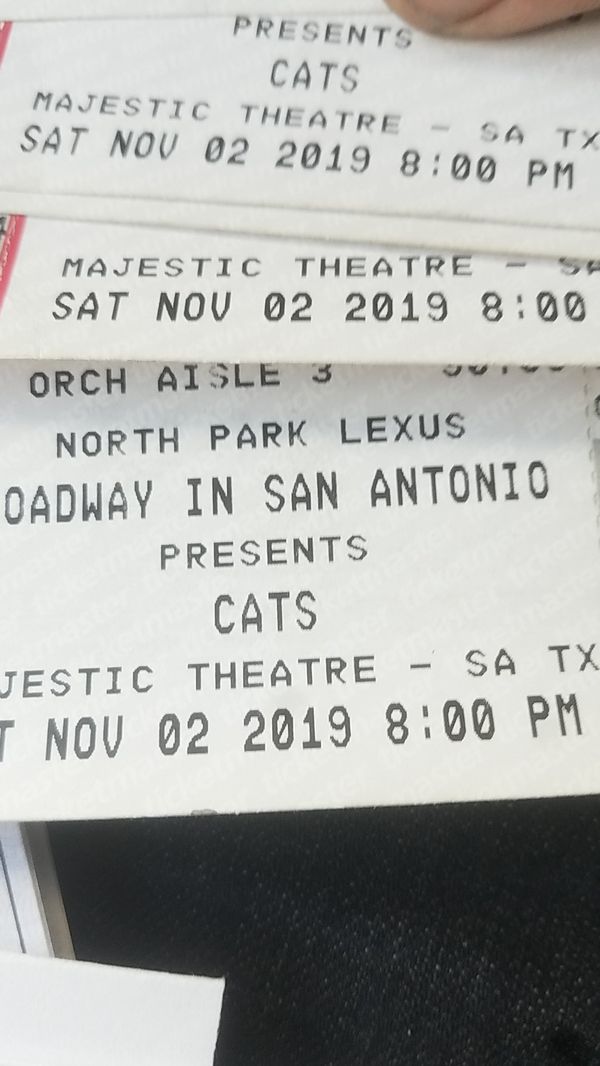 PRESENTS
CATS
MAJESTIC THEATRE - SA TX
SAT NOV 02 2019 8:00 PM
MAJESTIC THEATRE - SA
SAT NOV 02 2019 8:00
ORCH AISLE 3
NORTH PARK LEXUS
OADWAY IN SAN ANTONIO
PRESENTS
CATS
JESTIC THEATRE - SA TX
T NOV 02 2019 8:00 PM